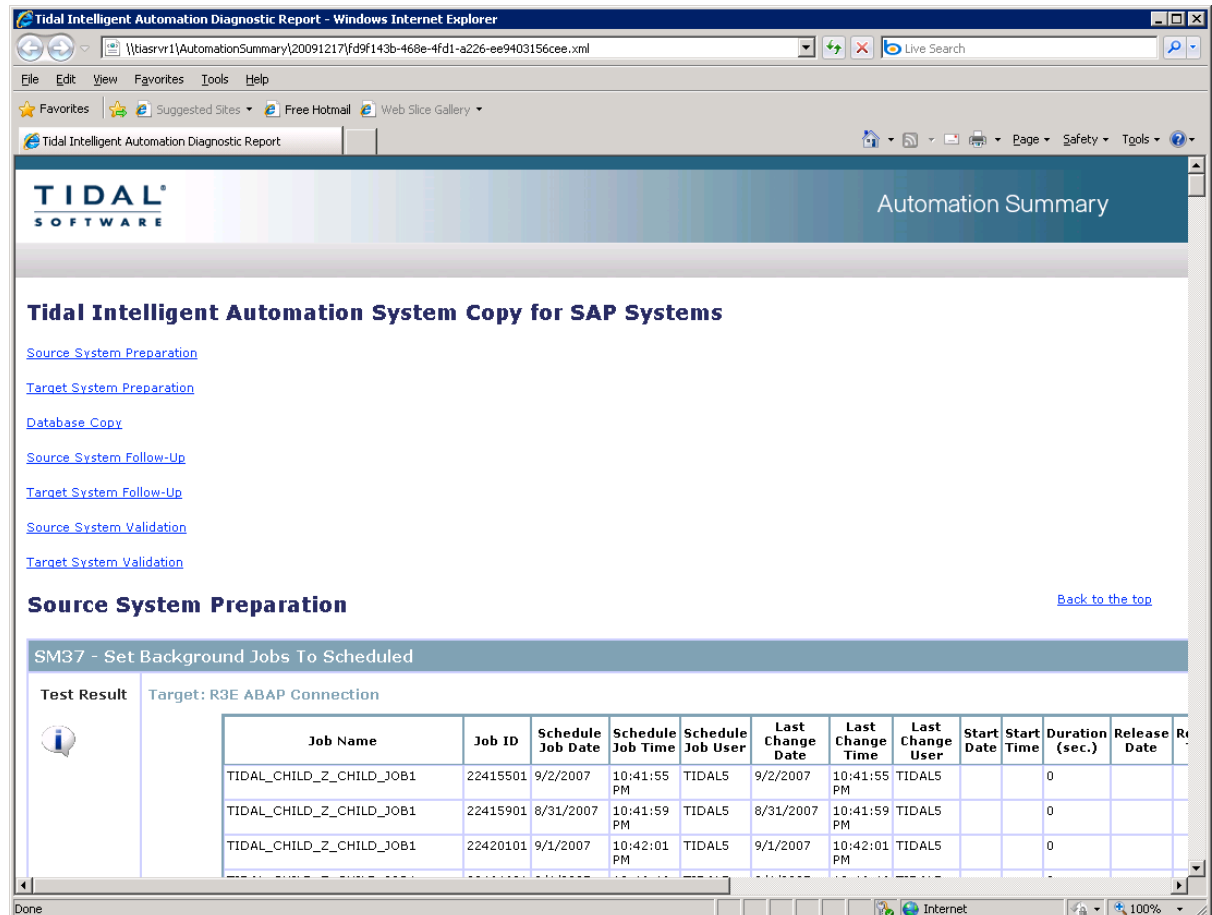 Tidal Intelligent Automation Diagnostic Report - Windows Internet Explorer
\\tiasrvr1\AutomationSummary\20091217\fd9f143b-468e-4fd1-a226-ee9403156cee.xml
Live Search
File Edit View Favorites Tools Help
Favorites Suggested Sites Free Hotmail Web Slice Gallery
Tidal Intelligent Automation Diagnostic Report
Page Safety Tools
TIDAL®
SOFTWARE
Automation Summary
Tidal Intelligent Automation System Copy for SAP Systems
Source System Preparation
Target System Preparation
Database Copy
Source System Follow-Up
Target System Follow-Up
Source System Validation
Target System Validation
Source System Preparation
Back to the top
SM37 - Set Background Jobs To Scheduled
Test Result Target: R3E ABAP Connection
Job Name Job ID Schedule Job Date Schedule Job Time Schedule Job User Last Change Date Last Change Time Last Change User Start Date Start Time Duration (sec.) Release Date
TIDAL_CHILD_Z_CHILD_JOB1 22415501 9/2/2007 10:41:55 PM TIDAL5 9/2/2007 10:41:55 PM TIDAL5 0
TIDAL_CHILD_Z_CHILD_JOB1 22415901 8/31/2007 10:41:59 PM TIDAL5 8/31/2007 10:41:59 PM TIDAL5 0
TIDAL_CHILD_Z_CHILD_JOB1 22420101 9/1/2007 10:42:01 PM TIDAL5 9/1/2007 10:42:01 PM TIDAL5 0
Done Internet 100%